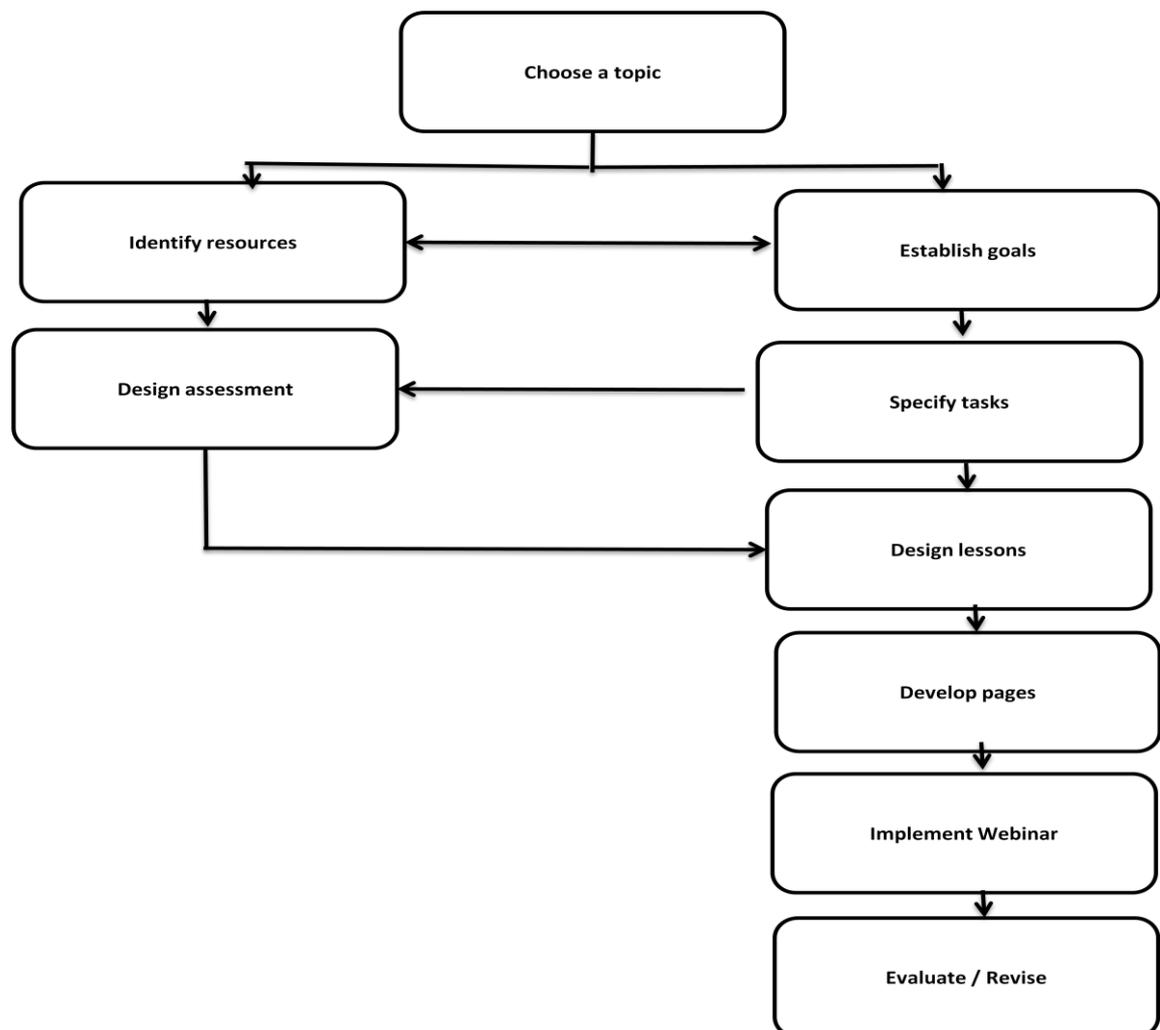 Choose a topic
Identify resources
Establish goals
Design assessment
Specify tasks
Design lessons
Develop pages
Implement Webinar
Evaluate / Revise